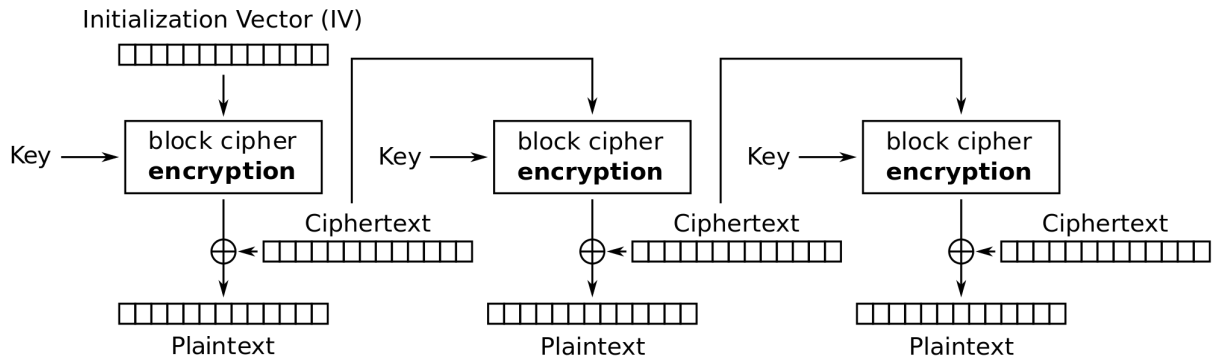 Initialization Vector (IV)
Key
block cipher
encryption
Ciphertext
Plaintext
Key
block cipher
encryption
Ciphertext
Plaintext
Key
block cipher
encryption
Ciphertext
Plaintext